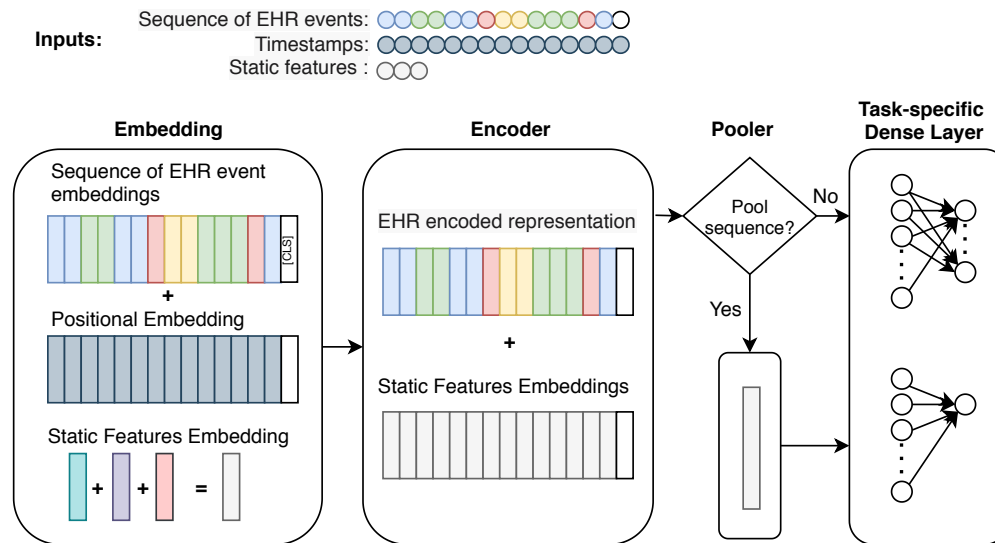 Inputs:
Sequence of EHR events:
Timestamps:
Static features :
Embedding
Sequence of EHR event
embeddings
[CLS]
+
Positional Embedding
Static Features Embedding
+ + =
Encoder
EHR encoded representation
+
Static Features Embeddings
Pooler
Pool
sequence?
No
Yes
Task-specific
Dense Layer